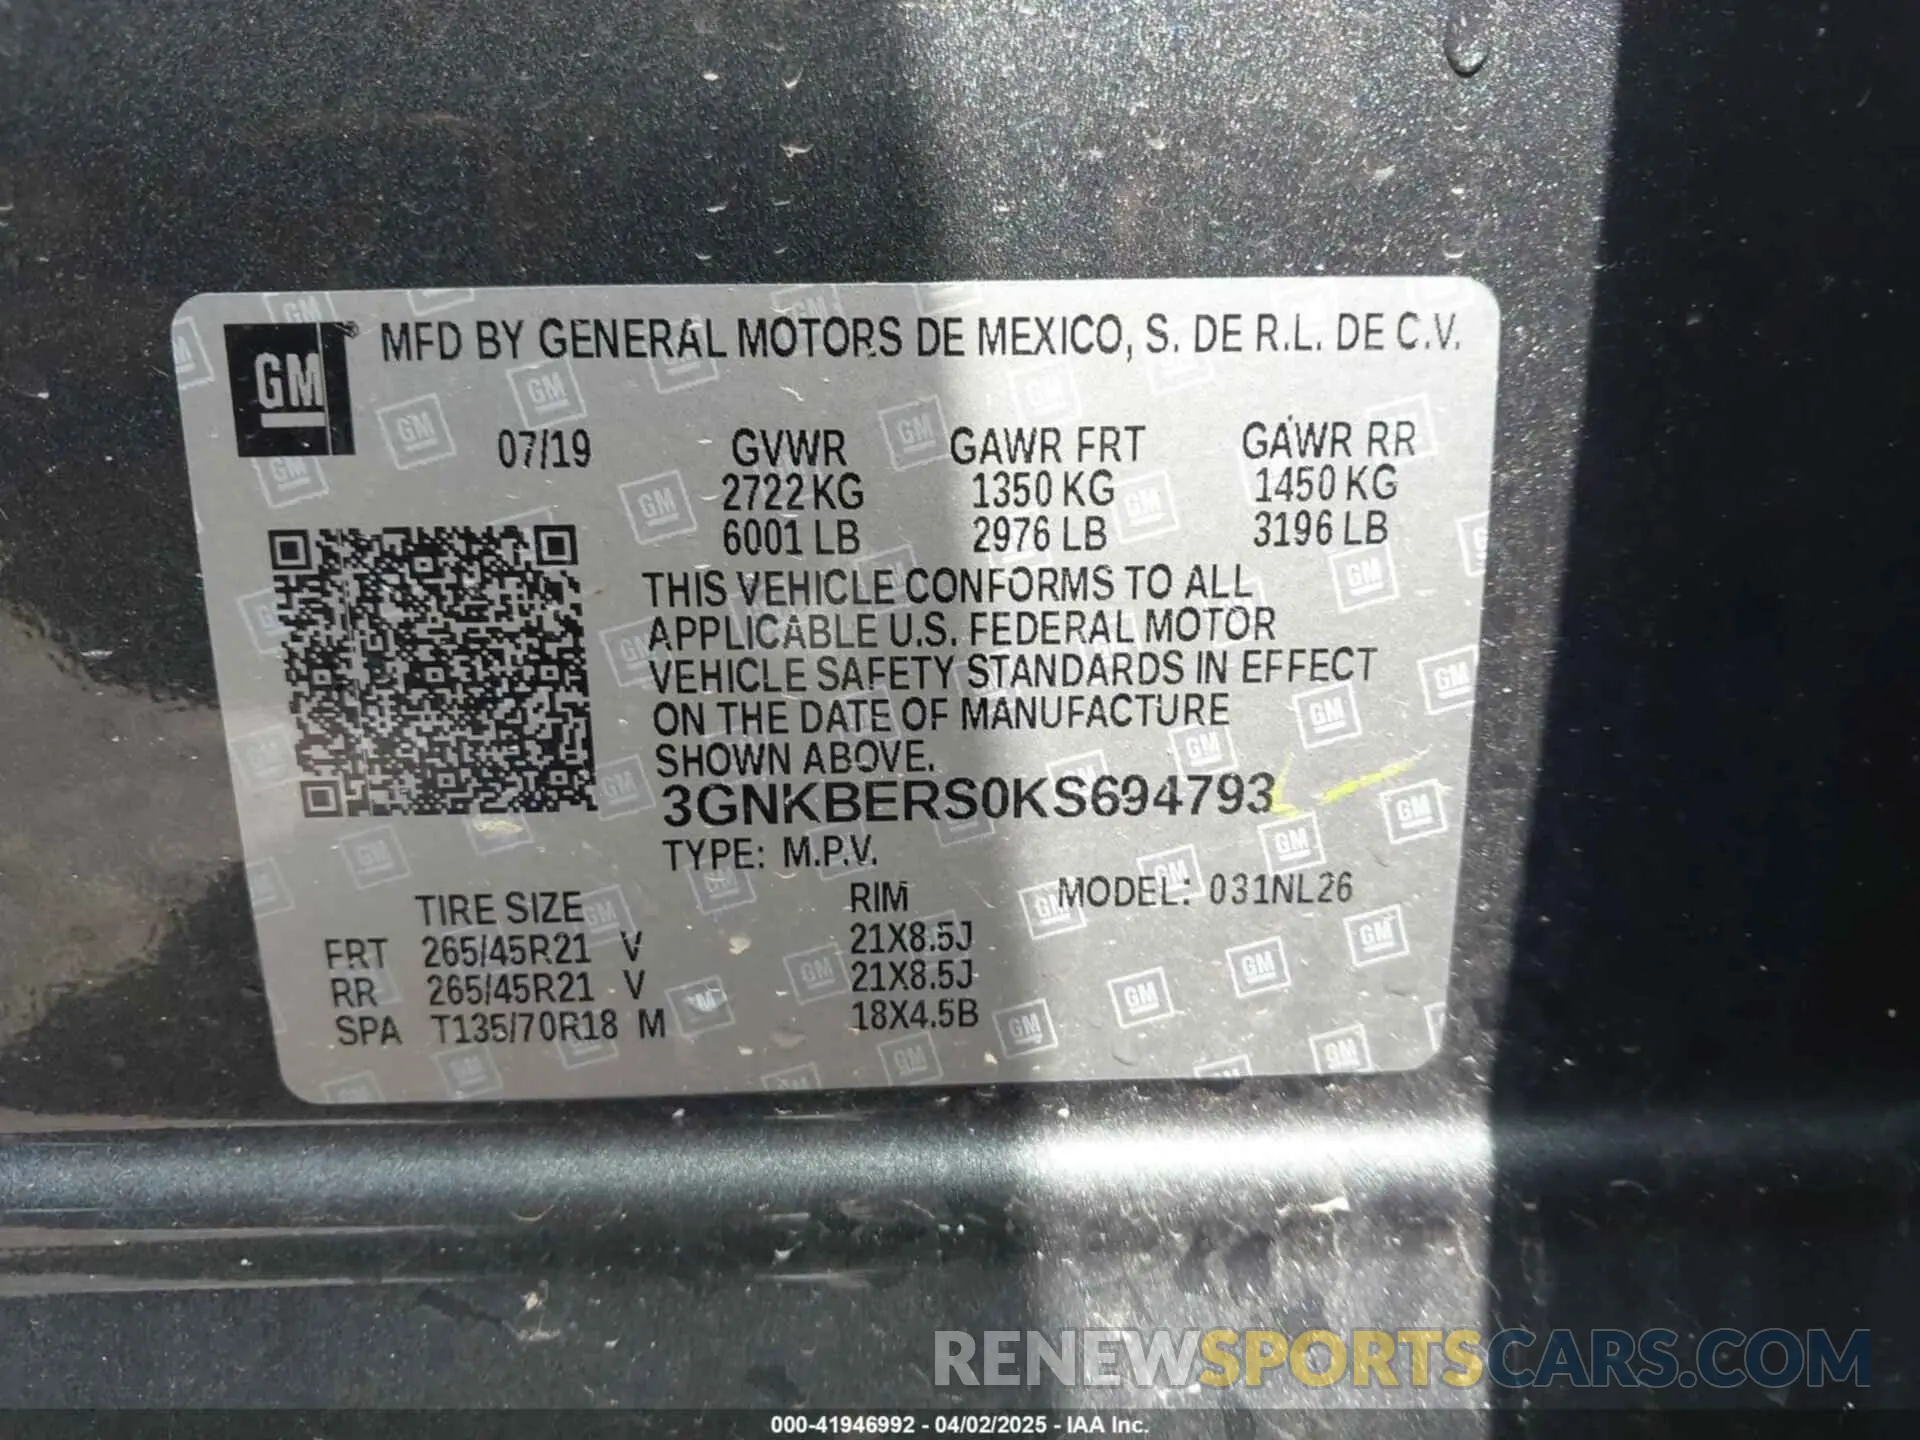 GM® MFD BY GENERAL MOTORS DE MEXICO, S. DE R.L. DE C.V.
07/19 GVWR GAWR FRT GAWR RR
2722 KG 1350 KG 1450 KG
6001 LB 2976 LB 3196 LB
THIS VEHICLE CONFORMS TO ALL
APPLICABLE U.S. FEDERAL MOTOR
VEHICLE SAFETY STANDARDS IN EFFECT
ON THE DATE OF MANUFACTURE
SHOWN ABOVE.
3GNKBERS0KS694793
TYPE: M.P.V.
TIRE SIZE RIM MODEL: 031NL26
FRT 265/45R21 V 21X8.5J
RR 265/45R21 V 21X8.5J
SPA T135/70R18 M 18X4.5B
RENEWSPORTSCARS.COM
000-41946992 - 04/02/2025 - IAA Inc.